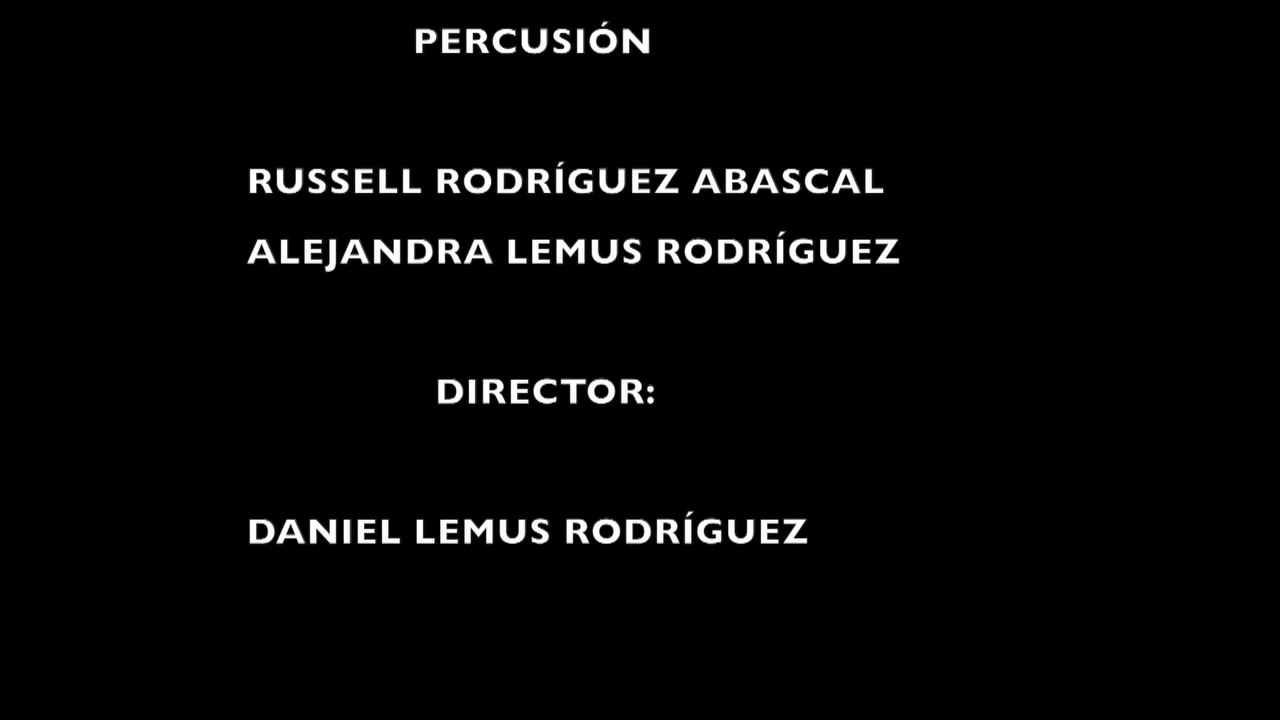 PERCUSIÓN
RUSSELL RODRÍGUEZ ABASCAL
ALEJANDRA LEMUS RODRÍGUEZ
DIRECTOR:
DANIEL LEMUS RODRÍGUEZ